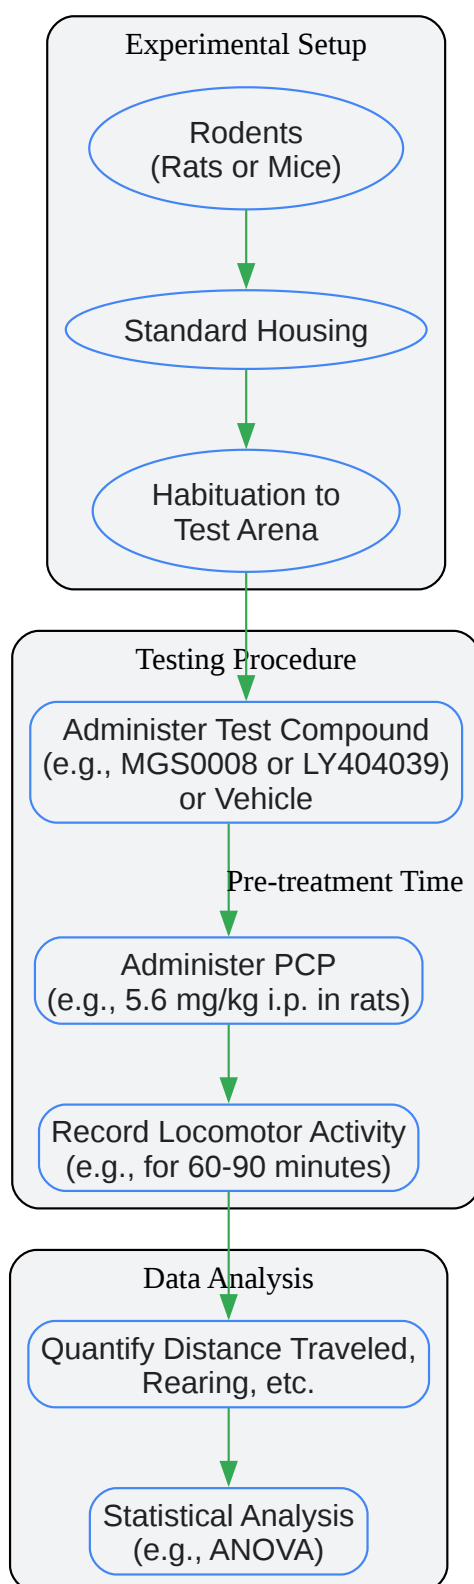 Experimental Setup
Rodents
(Rats or Mice)
Standard Housing
Habituation to
Test Arena
Testing Procedure
Administer Test Compound
(e.g., MGS0008 or LY404039)
or Vehicle
Pre-treatment Time
Administer PCP
(e.g., 5.6 mg/kg i.p. in rats)
Record Locomotor Activity
(e.g., for 60-90 minutes)
Data Analysis
Quantify Distance Traveled,
Rearing, etc.
Statistical Analysis
(e.g., ANOVA)